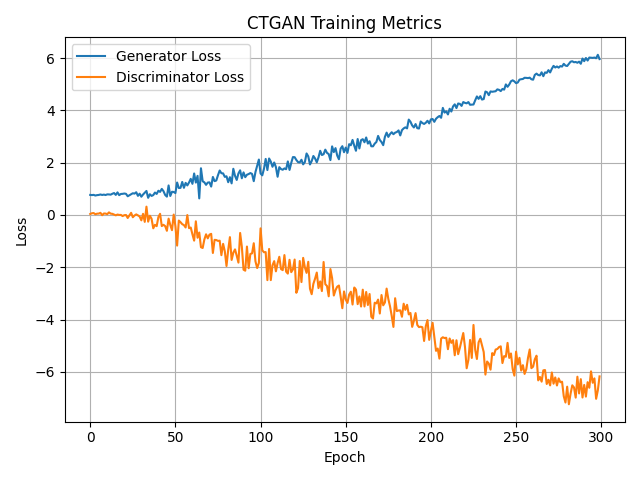 CTGAN Training Metrics
Generator Loss
Discriminator Loss
6
4
2
0
−2
−4
−6
Loss
0 50 100 150 200 250 300
Epoch